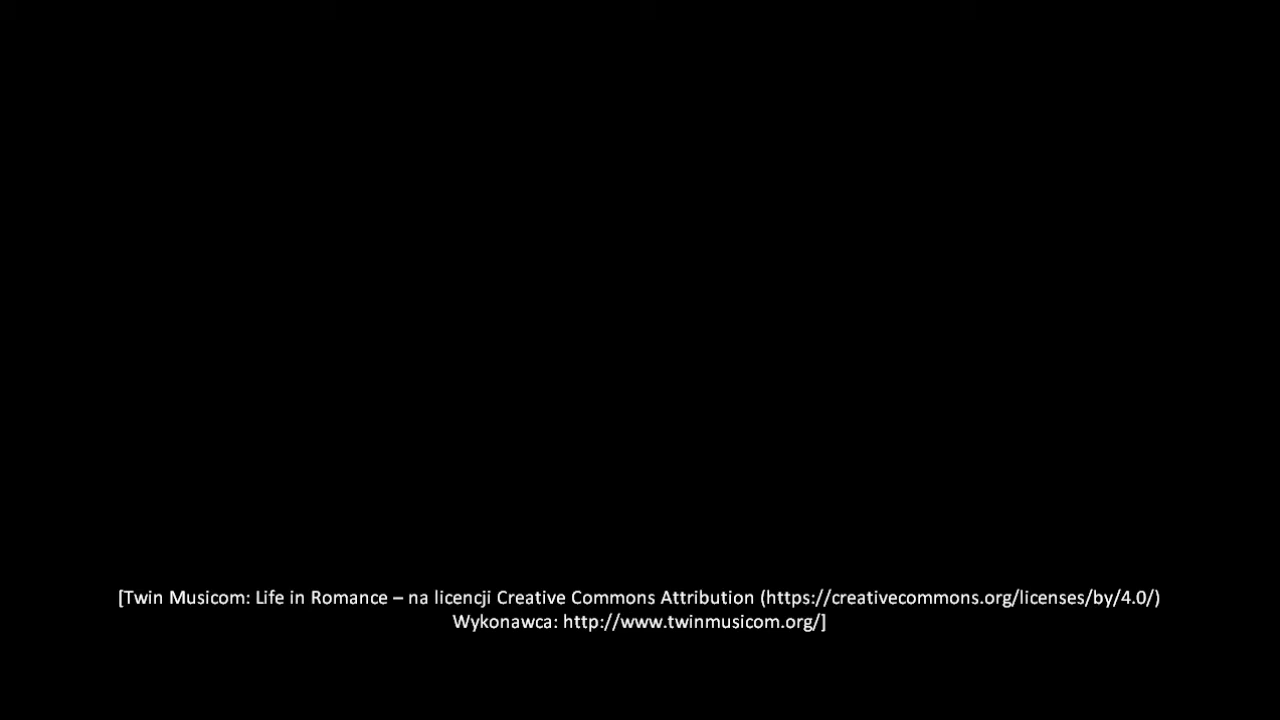 [Twin Musicom: Life in Romance – na licencji Creative Commons Attribution (https://creativecommons.org/licenses/by/4.0/)
Wykonawca: http://www.twinmusicom.org/]